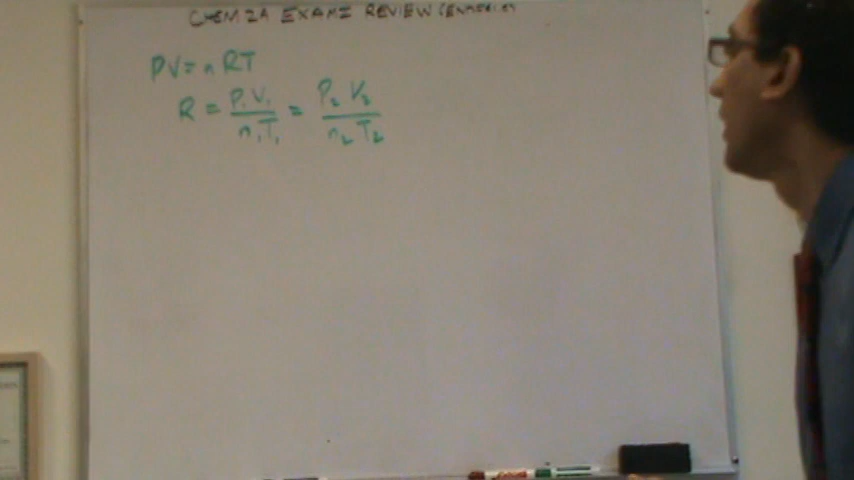 CHEM 2A EXAM 2 REVIEW
PV = nRT
R = P₁V₁/n₁T₁ = P₂V₂/n₂T₂